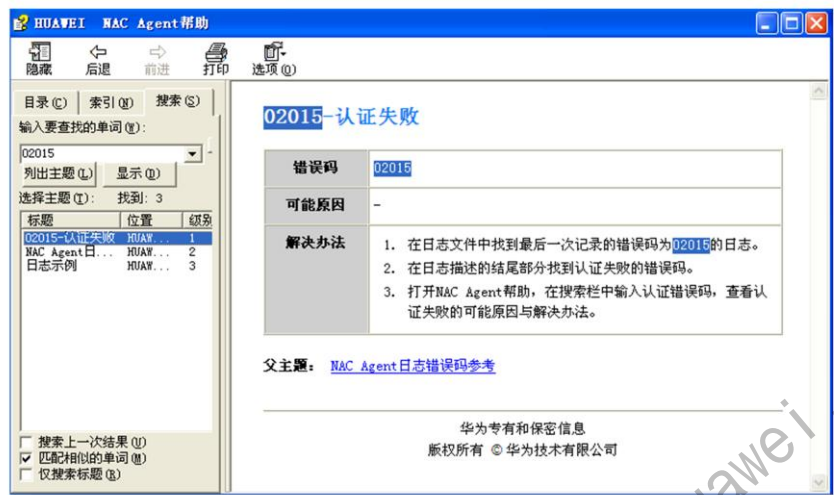 HUAWEI NAC Agent帮助
隐藏 后退 前进 打印 选项(O)
目录(C) 索引(N) 搜索(S)
输入要查找的单词(W):
02015
列出主题(L) 显示(D)
选择主题(T): 找到: 3
标题 位置 级别
02015-认证失败 HUAW... 1
NAC Agent日... HUAW... 2
日志示例 HUAW... 3
搜索上一次结果(U)
匹配相似的单词(M)
仅搜索标题(R)
02015-认证失败
错误码 02015
可能原因 -
解决办法 1. 在日志文件中找到最后一次记录的错误码为02015的日志。
2. 在日志描述的结尾部分找到认证失败的错误码。
3. 打开NAC Agent帮助,在搜索栏中输入认证错误码,查看认
证失败的可能原因与解决办法。
父主题: NAC Agent日志错误码参考
华为专有和保密信息
版权所有 © 华为技术有限公司